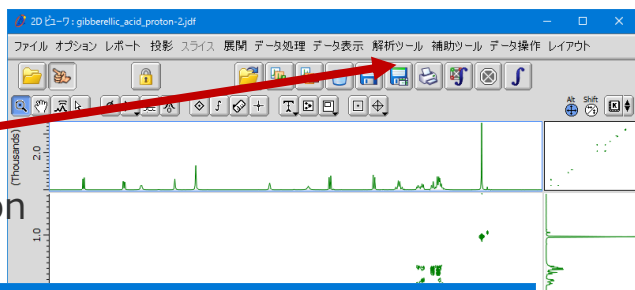 2D ビューワ : gibberellic_acid_proton-2.jdf
ファイル オプション レポート 投影 スライス 展開 データ処理 データ表示 解析ツール 補助ツール データ操作 レイアウト
Alt Shift
(Thousands)
2.0
on
1.0